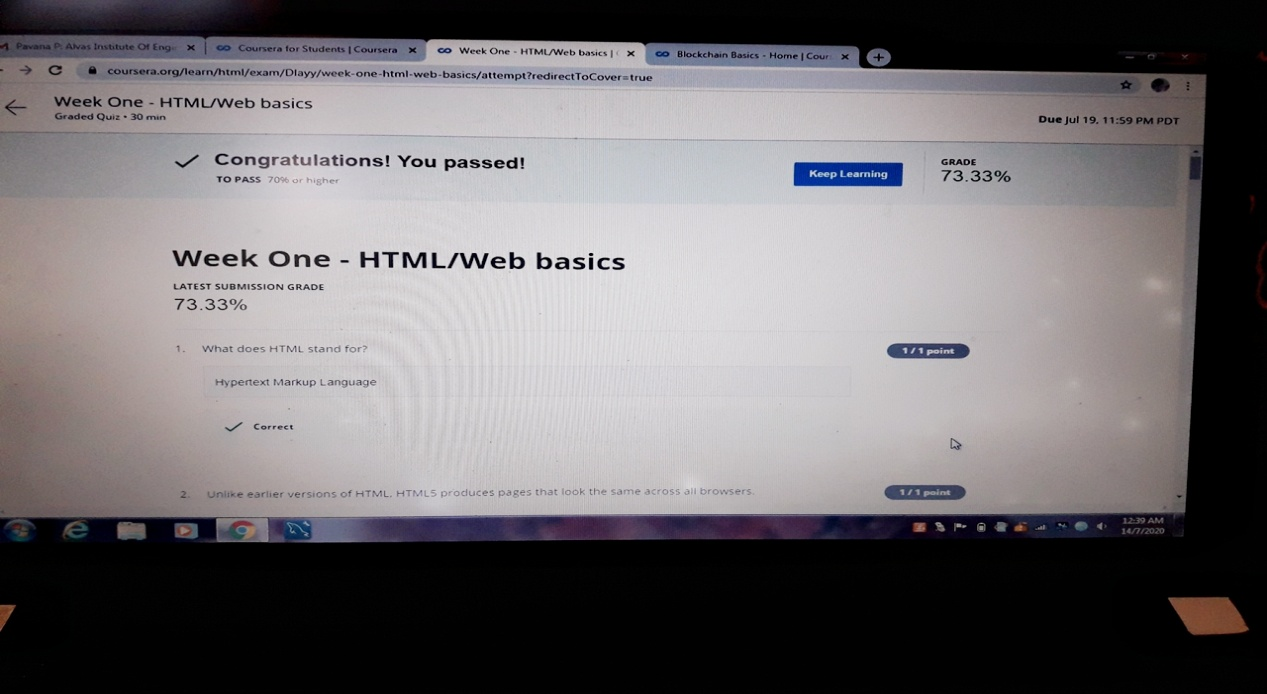 Pavana P: Alvas Institute Of Eng
Coursera for Students | Coursera
Week One - HTML/Web basics |
Blockchain Basics - Home | Cour
coursera.org/learn/html/exam/Dlayy/week-one-html-web-basics/attempt?redirectToCover=true
Week One - HTML/Web basics
Graded Quiz • 30 min
Due Jul 19, 11:59 PM PDT
Congratulations! You passed!
TO PASS 70% or higher
Keep Learning
GRADE
73.33%
Week One - HTML/Web basics
LATEST SUBMISSION GRADE
73.33%
1. What does HTML stand for?
1 / 1 point
Hypertext Markup Language
Correct
2. Unlike earlier versions of HTML, HTML5 produces pages that look the same across all browsers.
1 / 1 point
12:39 AM
14/7/2020